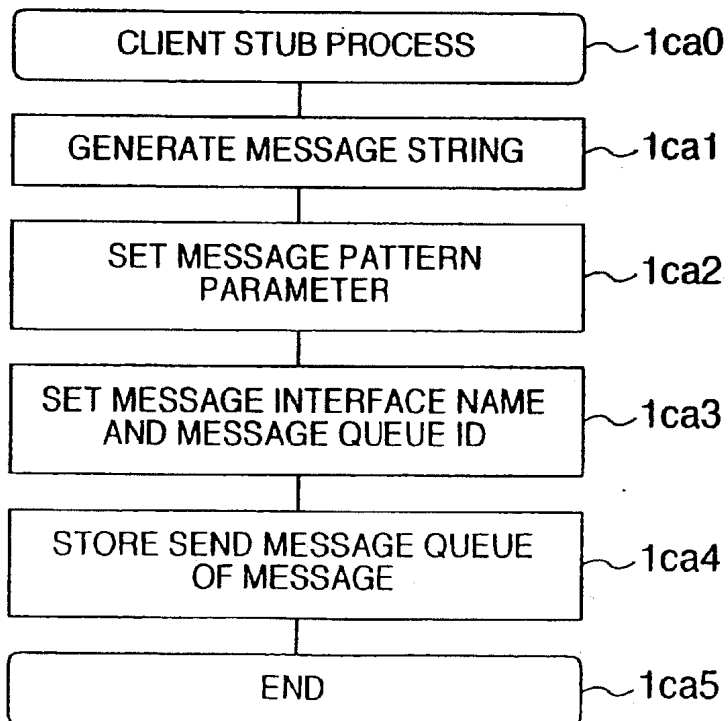 CLIENT STUB PROCESS 1ca0
GENERATE MESSAGE STRING 1ca1
SET MESSAGE PATTERN
PARAMETER 1ca2
SET MESSAGE INTERFACE NAME
AND MESSAGE QUEUE ID 1ca3
STORE SEND MESSAGE QUEUE
OF MESSAGE 1ca4
END 1ca5